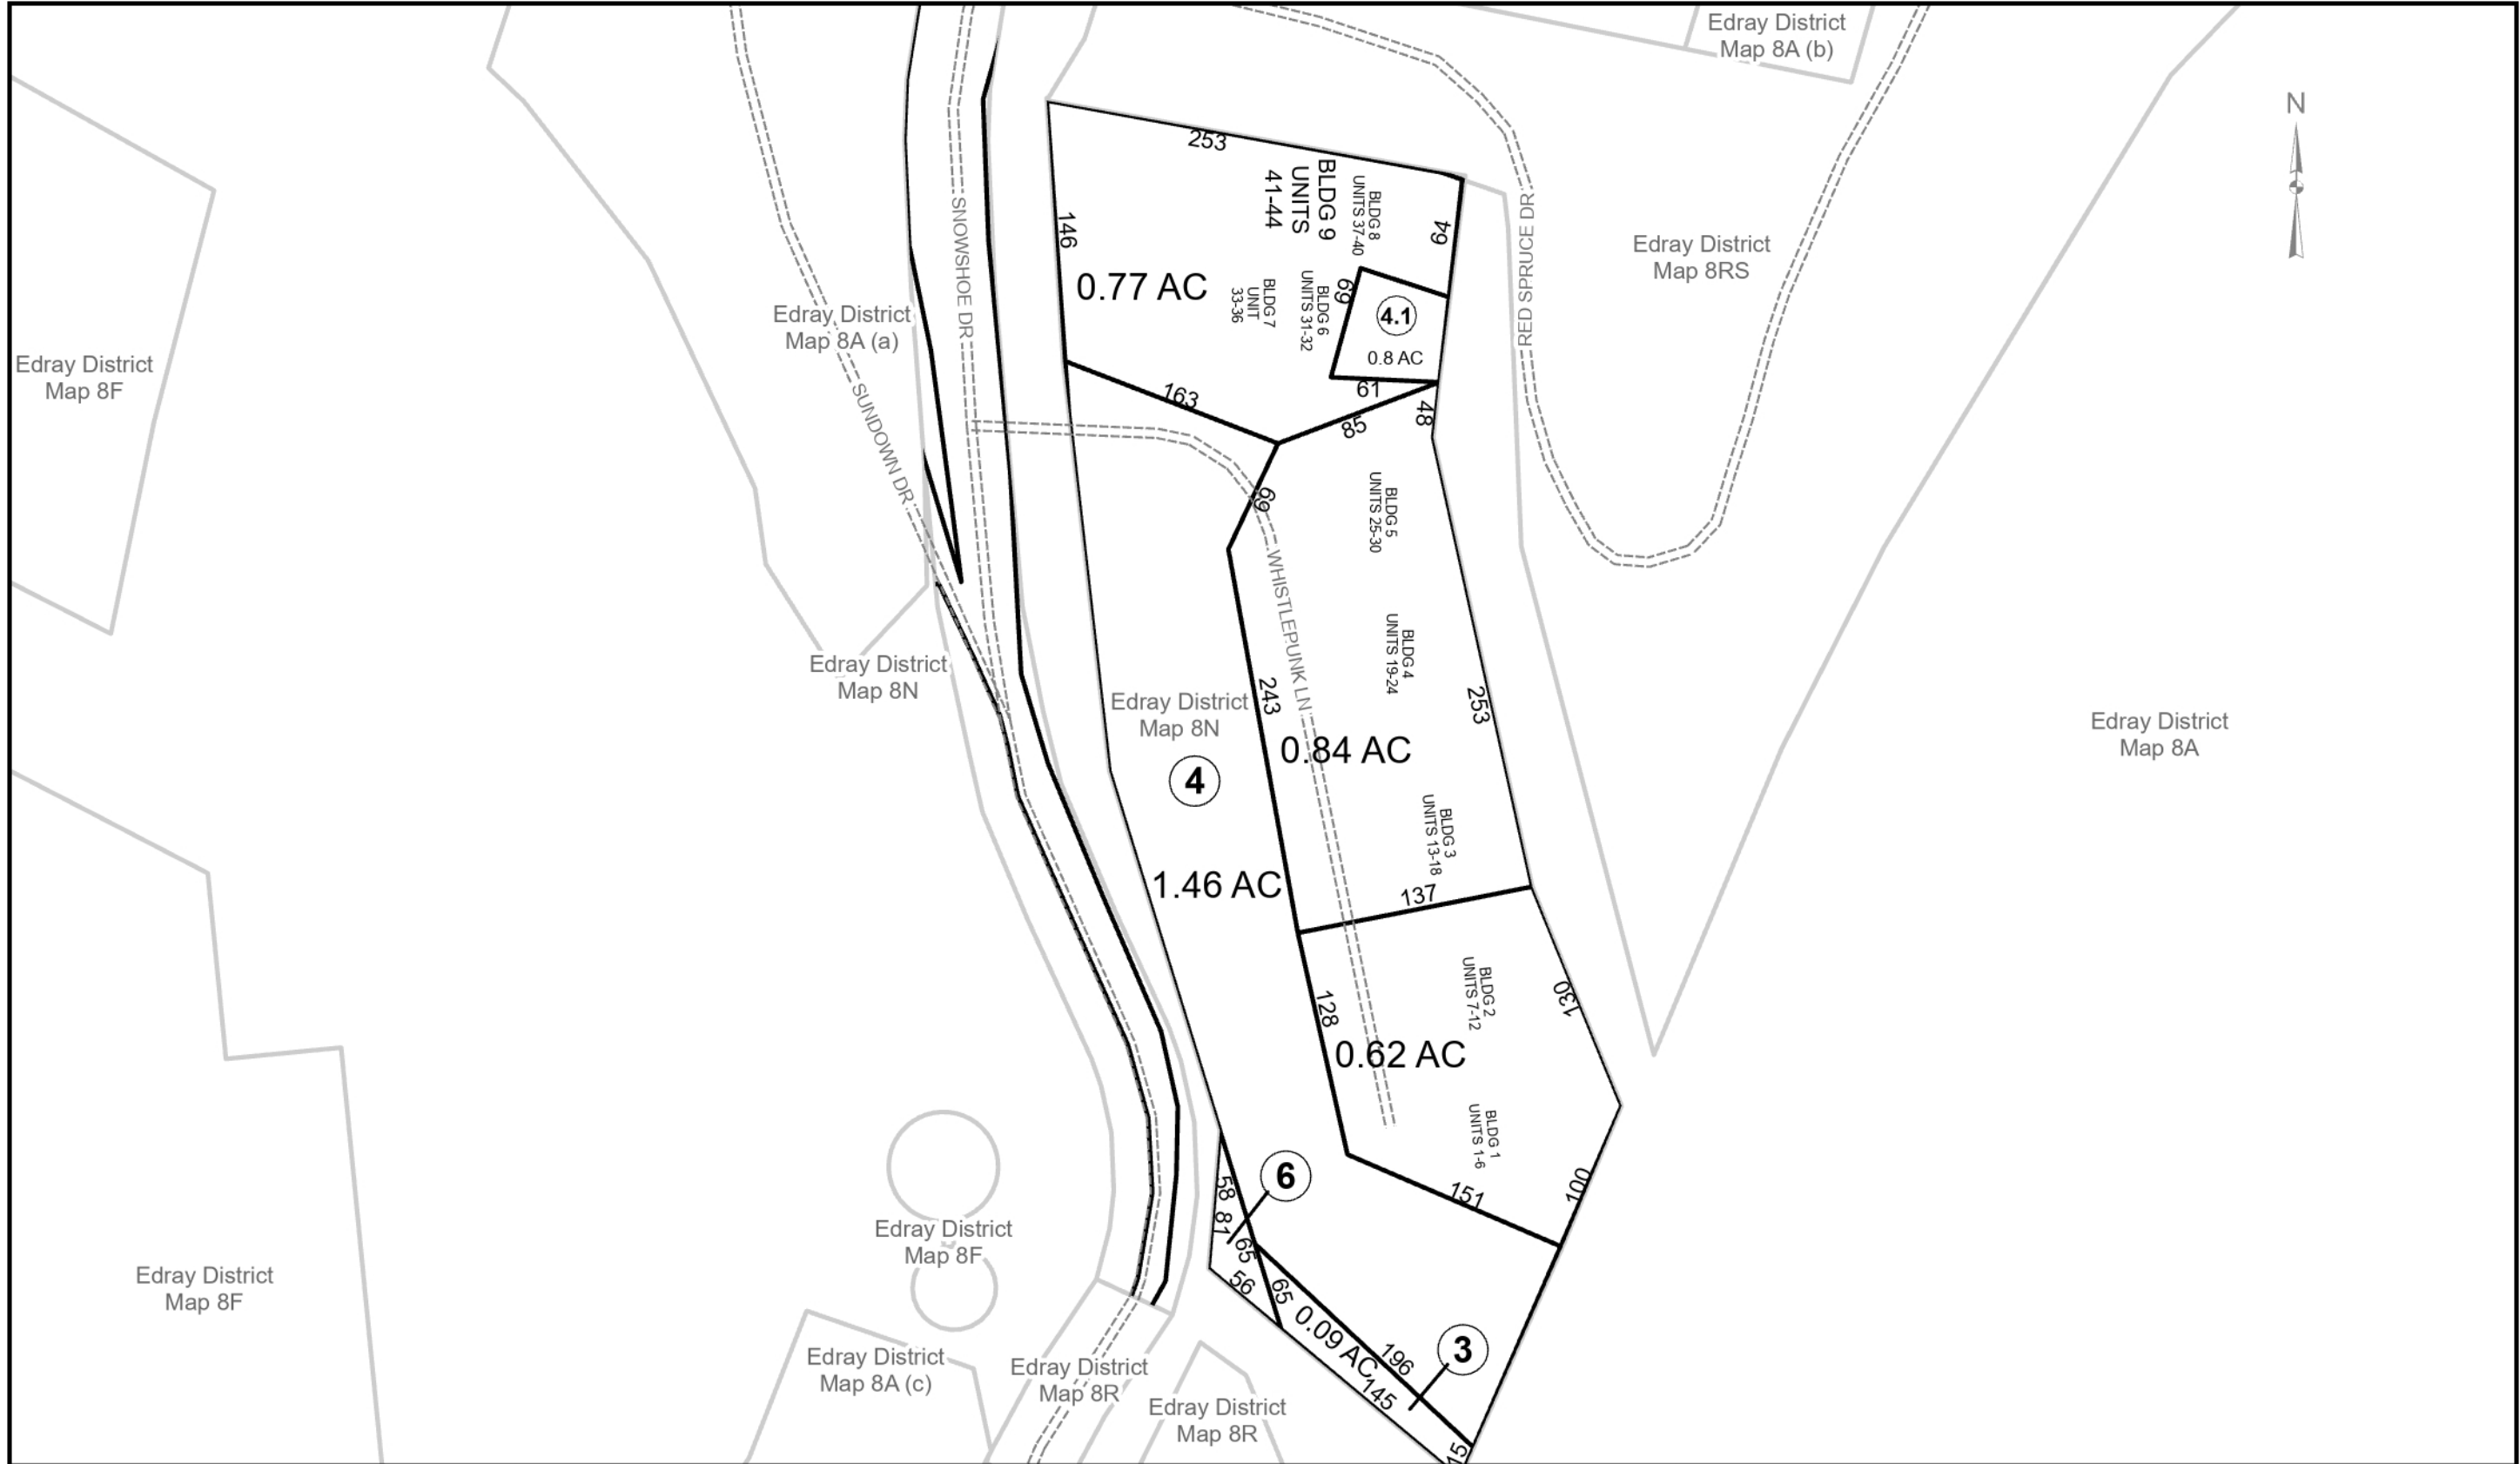 Edray District
Map 8A (b)
N
253
BLDG 9
UNITS
41-44
BLDG 8
UNITS 37-40
64
146
SNOWSHOE DR
RED SPRUCE DR
Edray District
Map 8RS
0.77 AC
BLDG 7
UNIT
33-36
BLDG 6
UNITS 31-32
69
4.1
0.8 AC
Edray District
Map 8A (a)
Edray District
Map 8F
SUNDOWN DR
163
61
85
48
69
BLDG 5
UNITS 25-30
WHISTLEPUNK LN
BLDG 4
UNITS 19-24
Edray District
Map 8N
Edray District
Map 8N
243
253
Edray District
Map 8A
0.84 AC
4
BLDG 3
UNITS 13-18
1.46 AC
137
BLDG 2
UNITS 7-12
130
128
0.62 AC
BLDG 1
UNITS 1-6
6
58
151
100
81
65
56
65
Edray District
Map 8F
Edray District
Map 8F
0.09 AC
196
3
145
Edray District
Map 8A (c)
Edray District
Map 8R
Edray District
Map 8R
15